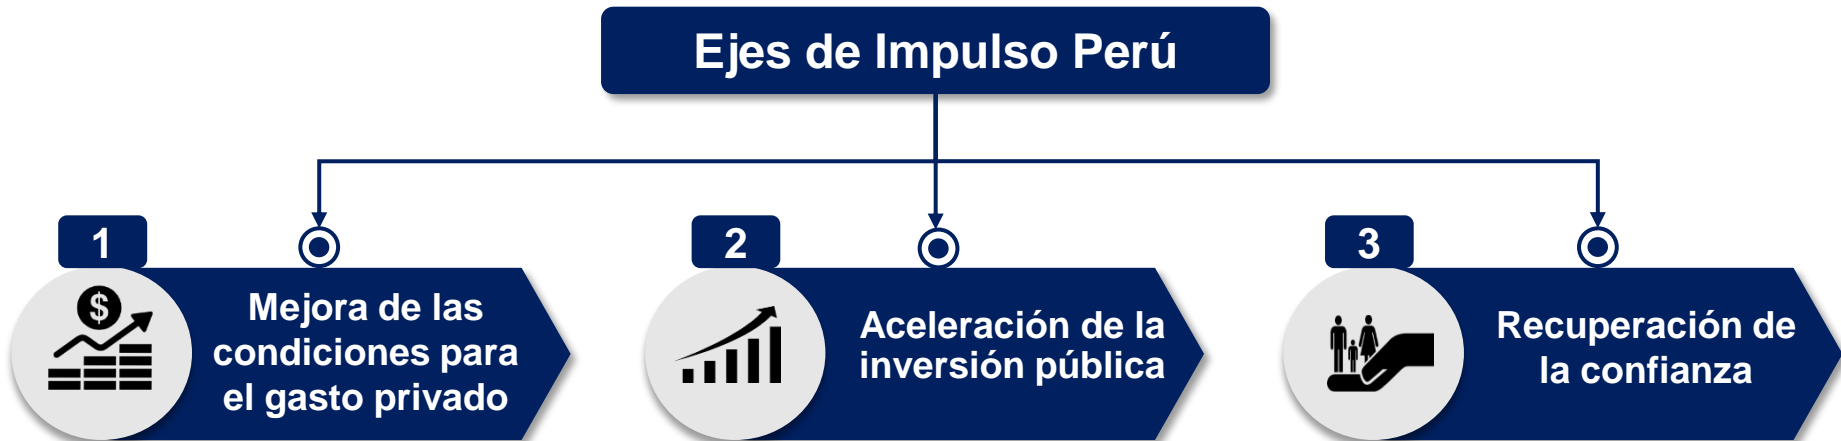 Ejes de Impulso Perú
1
$
Mejora de las
condiciones para
el gasto privado
2
Aceleración de la
inversión pública
3
Recuperación de
la confianza